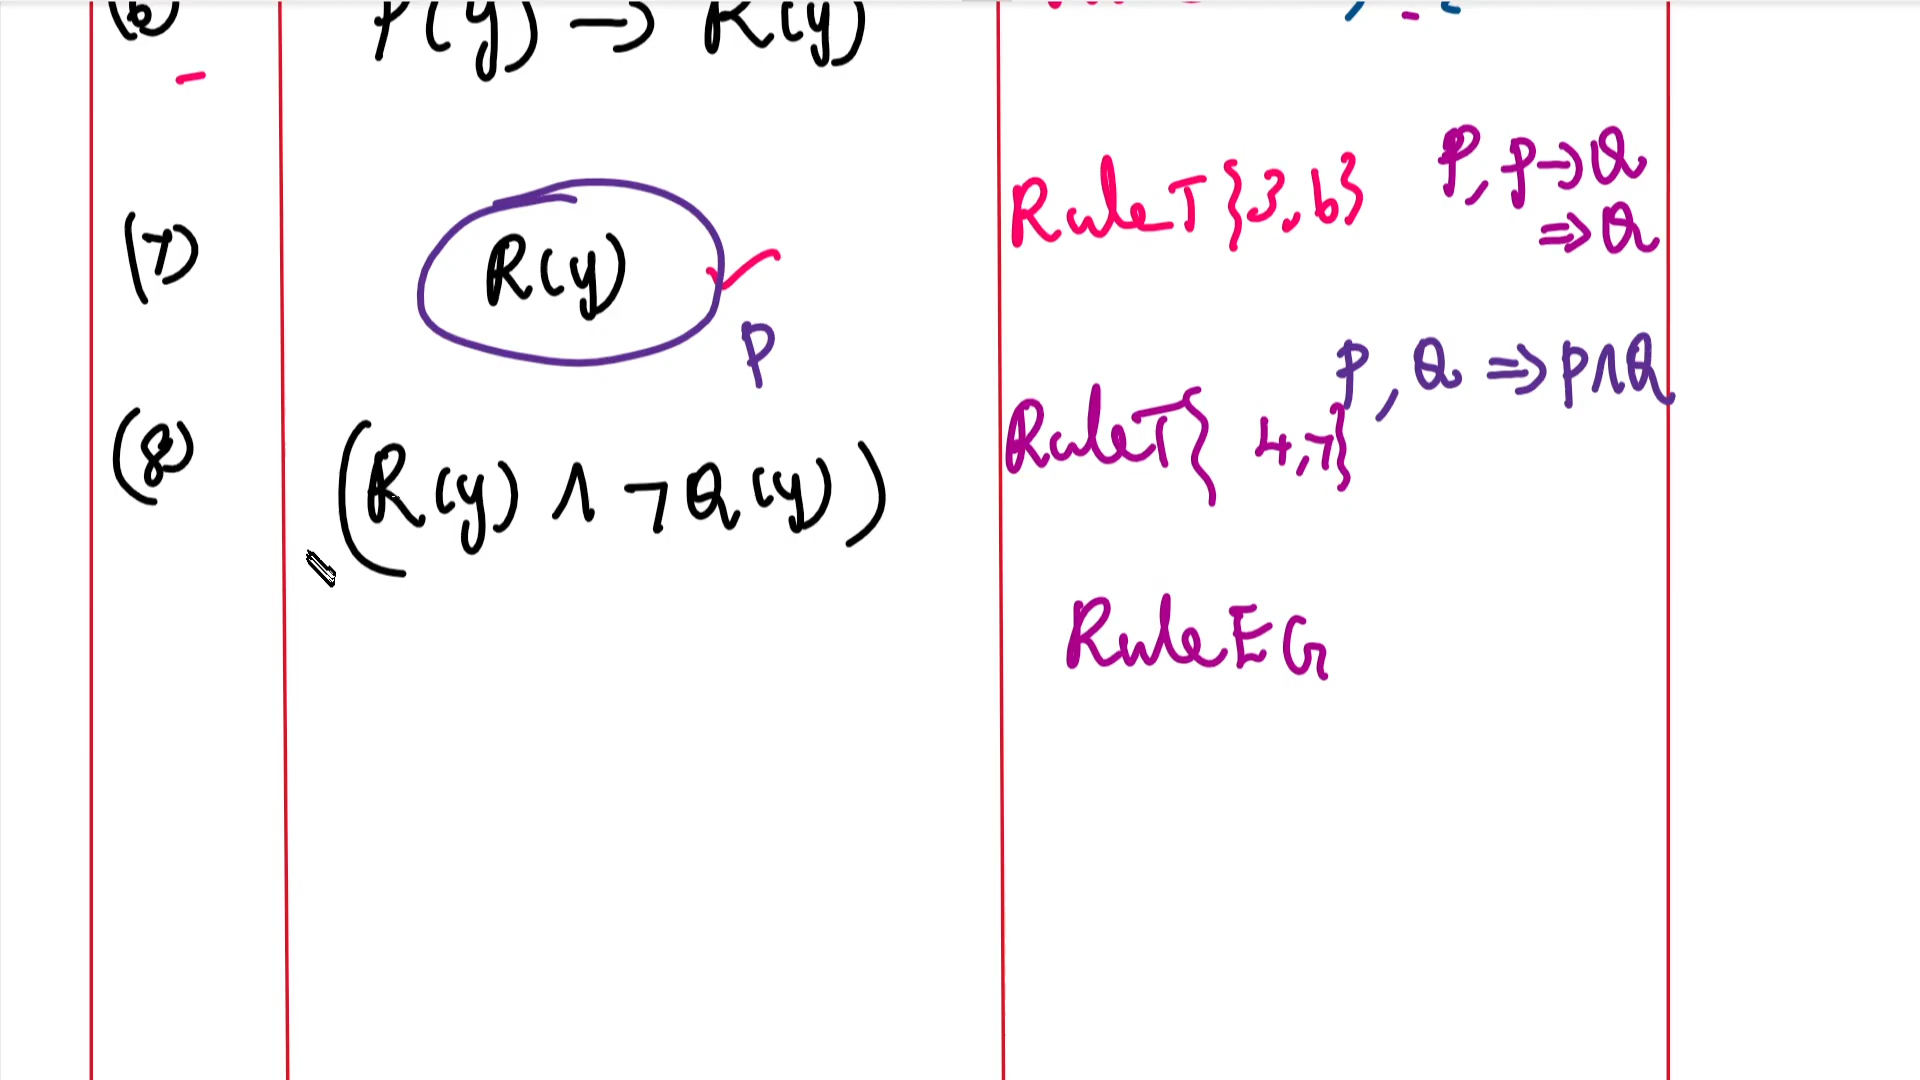 (6) P(y) → R(y)
(7) R(y) Rule T {3,6} P, P→Q
⇒ Q
P
P, Q ⇒ P∧Q
(8) (R(y) ∧ ¬Q(y)) Rule T { 4,7}
Rule EG